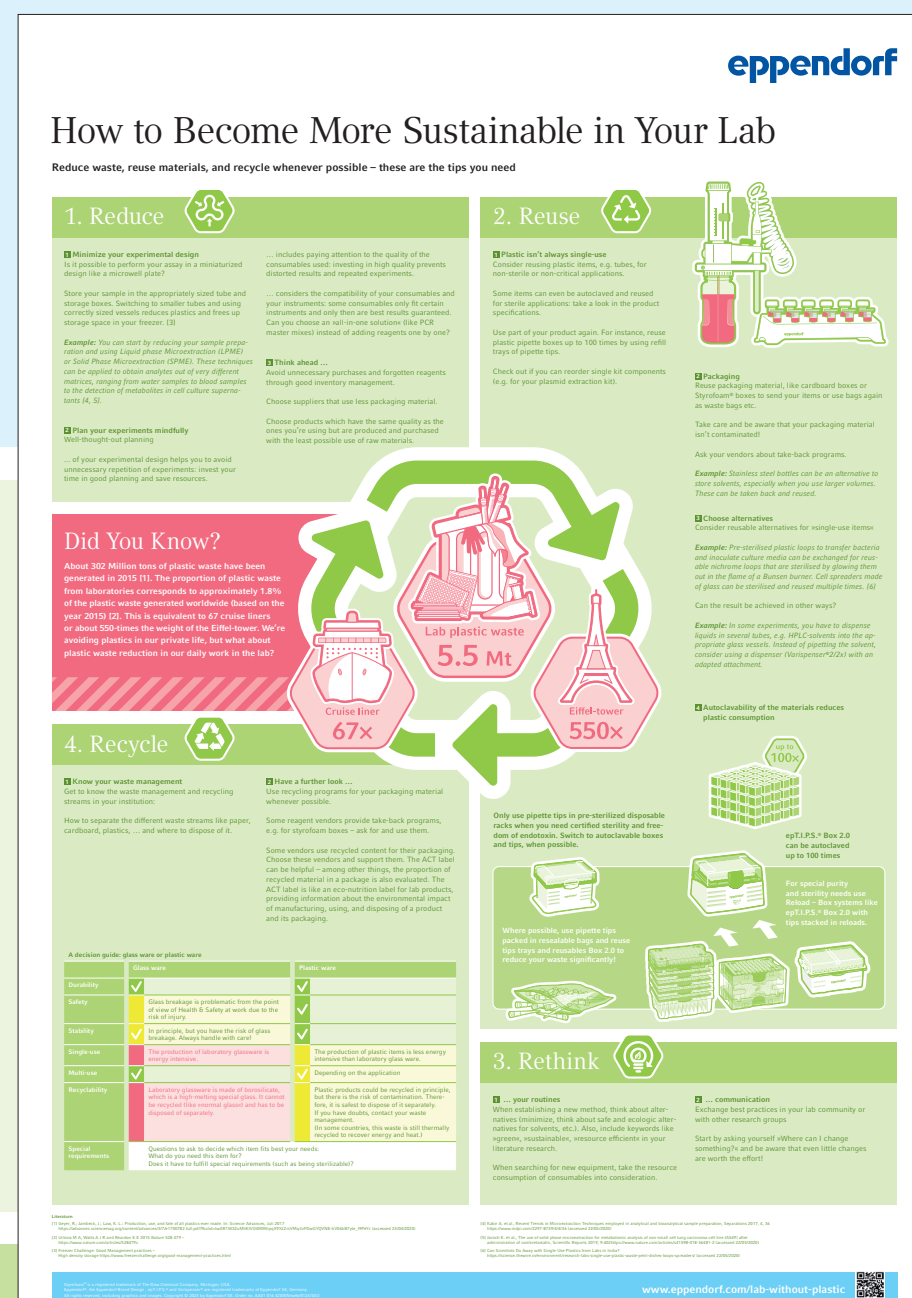 eppendorf
How to Become More Sustainable in Your Lab
Reduce waste, reuse materials, and recycle whenever possible – these are the tips you need
1. Reduce
1 Minimize your experimental design
Is it possible to perform your assay in a miniaturized
design like a microwell plate?
Store your sample in the appropriately sized tube and
storage boxes. Switching to smaller tubes and using
correctly sized vessels reduces plastics and frees up
storage space in your freezer. [3]
Example: You can start by reducing your sample prepa-
ration and using Liquid phase Microextraction (LPME)
or Solid Phase Microextraction (SPME). These techniques
can be applied to obtain analytes out of very different
matrices, ranging from water samples to blood samples
to the detection of metabolites in cell culture superna-
tants [4, 5].
2 Plan your experiments mindfully
Well-thought-out planning
... of your experimental design helps you to avoid
unnecessary repetition of experiments: invest your
time in good planning and save resources.
... includes paying attention to the quality of the
consumables used: investing in high quality prevents
distorted results and repeated experiments.
... considers the compatibility of your consumables and
your instruments: some consumables only fit certain
instruments and only then are best results guaranteed.
Can you choose an »all-in-one solution« (like PCR
master mixes) instead of adding reagents one by one?
3 Think ahead ...
Avoid unnecessary purchases and forgotten reagents
through good inventory management.
Choose suppliers that use less packaging material.
Choose products which have the same quality as the
ones you're using but are produced and purchased
with the least possible use of raw materials.
2. Reuse
1 Plastic isn't always single-use
Consider reusing plastic items, e.g. tubes, for
non-sterile or non-critical applications.
Some items can even be autoclaved and reused
for sterile applications: take a look in the product
specifications.
Use part of your product again. For instance, reuse
plastic pipette boxes up to 100 times by using refill
trays of pipette tips.
Check out if you can reorder single kit components
(e.g. for your plasmid extraction kit).
eppendorf
2 Packaging
Reuse packaging material, like cardboard boxes or
Styrofoam® boxes to send your items or use bags again
as waste bags etc.
Take care and be aware that your packaging material
isn't contaminated!
Ask your vendors about take-back programs.
Example: Stainless steel bottles can be an alternative to
store solvents, especially when you use larger volumes.
These can be taken back and reused.
3 Choose alternatives
Consider reusable alternatives for »single-use items«
Example: Pre-sterilised plastic loops to transfer bacteria
and inoculate culture media can be exchanged for reus-
able nichrome loops that are sterilised by glowing them
out in the flame of a Bunsen burner. Cell spreaders made
of glass can be sterilised and reused multiple times. [6]
Can the result be achieved in other ways?
Example: In some experiments, you have to dispense
liquids in several tubes, e.g. HPLC-solvents into the ap-
propriate glass vessels. Instead of pipetting the solvent,
consider using a dispenser (Varispenser®2/2x) with an
adapted attachment.
4 Autoclavability of the materials reduces
plastic consumption
up to
100×
Only use pipette tips in pre-sterilized disposable
racks when you need certified sterility and free-
dom of endotoxin. Switch to autoclavable boxes
and tips, when possible.
epT.I.P.S.® Box 2.0
can be autoclaved
up to 100 times
For special purity
and sterility needs use
Reload – Box systems like
epT.I.P.S.® Box 2.0 with
tips stacked in reloads.
Where possible, use pipette tips
packed in resealable bags and reuse
tips trays and reusables Box 2.0 to
reduce your waste significantly!
Did You Know?
About 302 Million tons of plastic waste have been
generated in 2015 [1]. The proportion of plastic waste
from laboratories corresponds to approximately 1.8%
of the plastic waste generated worldwide (based on the
year 2015) [2]. This is equivalent to 67 cruise liners
or about 550-times the weight of the Eiffel-tower. We're
avoiding plastics in our private life, but what about
plastic waste reduction in our daily work in the lab?
Lab plastic waste
5.5 Mt
Cruise liner
67×
Eiffel-tower
550×
4. Recycle
1 Know your waste management
Get to know the waste management and recycling
streams in your institution:
How to separate the different waste streams like paper,
cardboard, plastics, ... and where to dispose of it.
2 Have a further look ...
Use recycling programs for your packaging material
whenever possible.
Some reagent vendors provide take-back programs,
e.g. for styrofoam boxes – ask for and use them.
Some vendors use recycled content for their packaging.
Choose these vendors and support them. The ACT label
can be helpful – among other things, the proportion of
recycled material in a package is also evaluated. The
ACT label is like an eco-nutrition label for lab products,
providing information about the environmental impact
of manufacturing, using, and disposing of a product
and its packaging.
A decision guide: glass ware or plastic ware
Glass ware
Plastic ware
Durability
Safety
Glass breakage is problematic from the point
of view of Health & Safety at work due to the
risk of injury.
Stability
In principle, but you have the risk of glass
breakage. Always handle with care!
Single-use
The production of laboratory glassware is
energy intensive.
The production of plastic items is less energy
intensive than laboratory glass ware.
Multi-use
Depending on the application
Recyclability
Laboratory glassware is made of borosilicate,
which is a high-melting special glass. It cannot
be recycled (like »normal glass«) and has to be
disposed of separately.
Plastic products could be recycled in principle,
but there is the risk of contamination. There-
fore, it is safest to dispose of it separately.
If you have doubts, contact your waste
management.
(In some countries, this waste is still thermally
recycled to recover energy and heat.)
Special
requirements
Questions to ask to decide which item fits best your needs:
What do you need this item for?
Does it have to fulfill special requirements (such as being sterilizable)?
3. Rethink
1 ... your routines
When establishing a new method, think about alter-
natives (minimize, think about safe and ecologic alter-
natives for solvents, etc.). Also, include keywords like
»green«, »sustainable«, »resource efficient« in your
literature research.
When searching for new equipment, take the resource
consumption of consumables into consideration.
2 ... communication
Exchange best practices in your lab community or
with other research groups
Start by asking yourself »Where can I change
something?« and be aware that even little changes
are worth the effort!
Literature:
www.eppendorf.com/lab-without-plastic